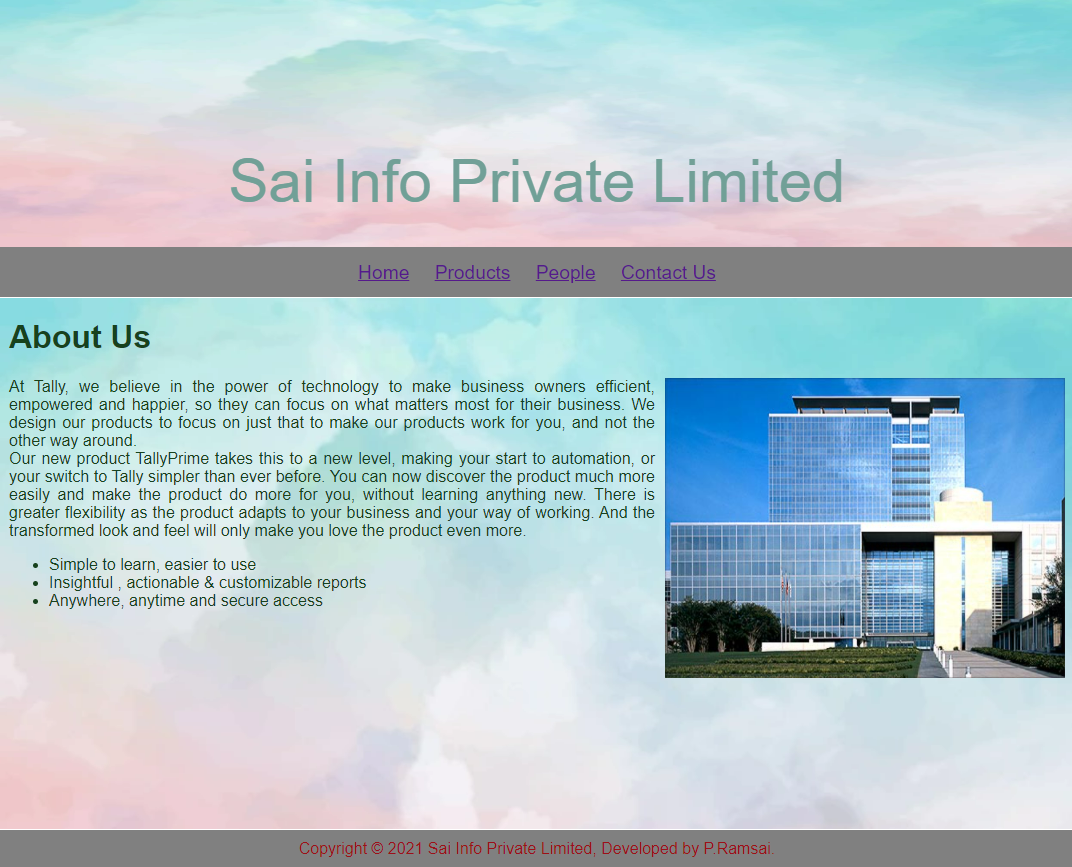 Sai Info Private Limited
Home Products People Contact Us
About Us
At Tally, we believe in the power of technology to make business owners efficient,
empowered and happier, so they can focus on what matters most for their business. We
design our products to focus on just that to make our products work for you, and not the
other way around.
Our new product TallyPrime takes this to a new level, making your start to automation, or
your switch to Tally simpler than ever before. You can now discover the product much more
easily and make the product do more for you, without learning anything new. There is
greater flexibility as the product adapts to your business and your way of working. And the
transformed look and feel will only make you love the product even more.
• Simple to learn, easier to use
• Insightful , actionable & customizable reports
• Anywhere, anytime and secure access
Copyright © 2021 Sai Info Private Limited, Developed by P.Ramsai.